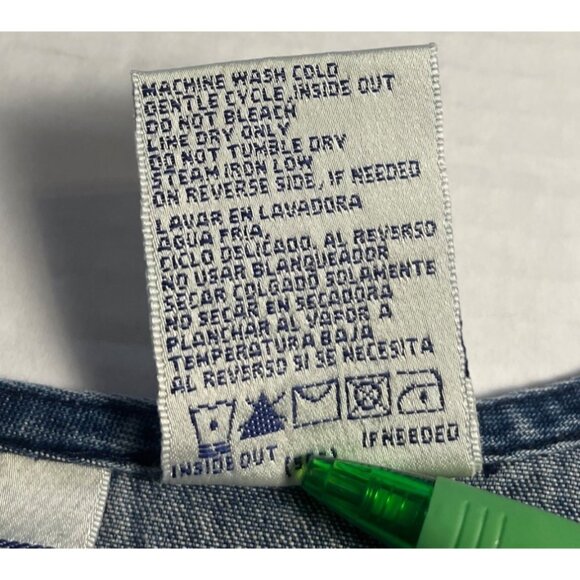 MACHINE WASH COLD
GENTLE CYCLE, INSIDE OUT
DO NOT BLEACH
LINE DRY ONLY
DO NOT TUMBLE DRY
STEAM IRON LOW
ON REVERSE SIDE, IF NEEDED
LAVAR EN LAVADORA
AGUA FRIA,
CICLO DELICADO, AL REVERSO
NO USAR BLANQUEADOR
SECAR COLGADO SOLAMENTE
NO SECAR EN SECADORA
PLANCHAR AL VAPOR A
TEMPERATURA BAJA
AL REVERSO SI SE NECESITA
INSIDE OUT IF NEEDED